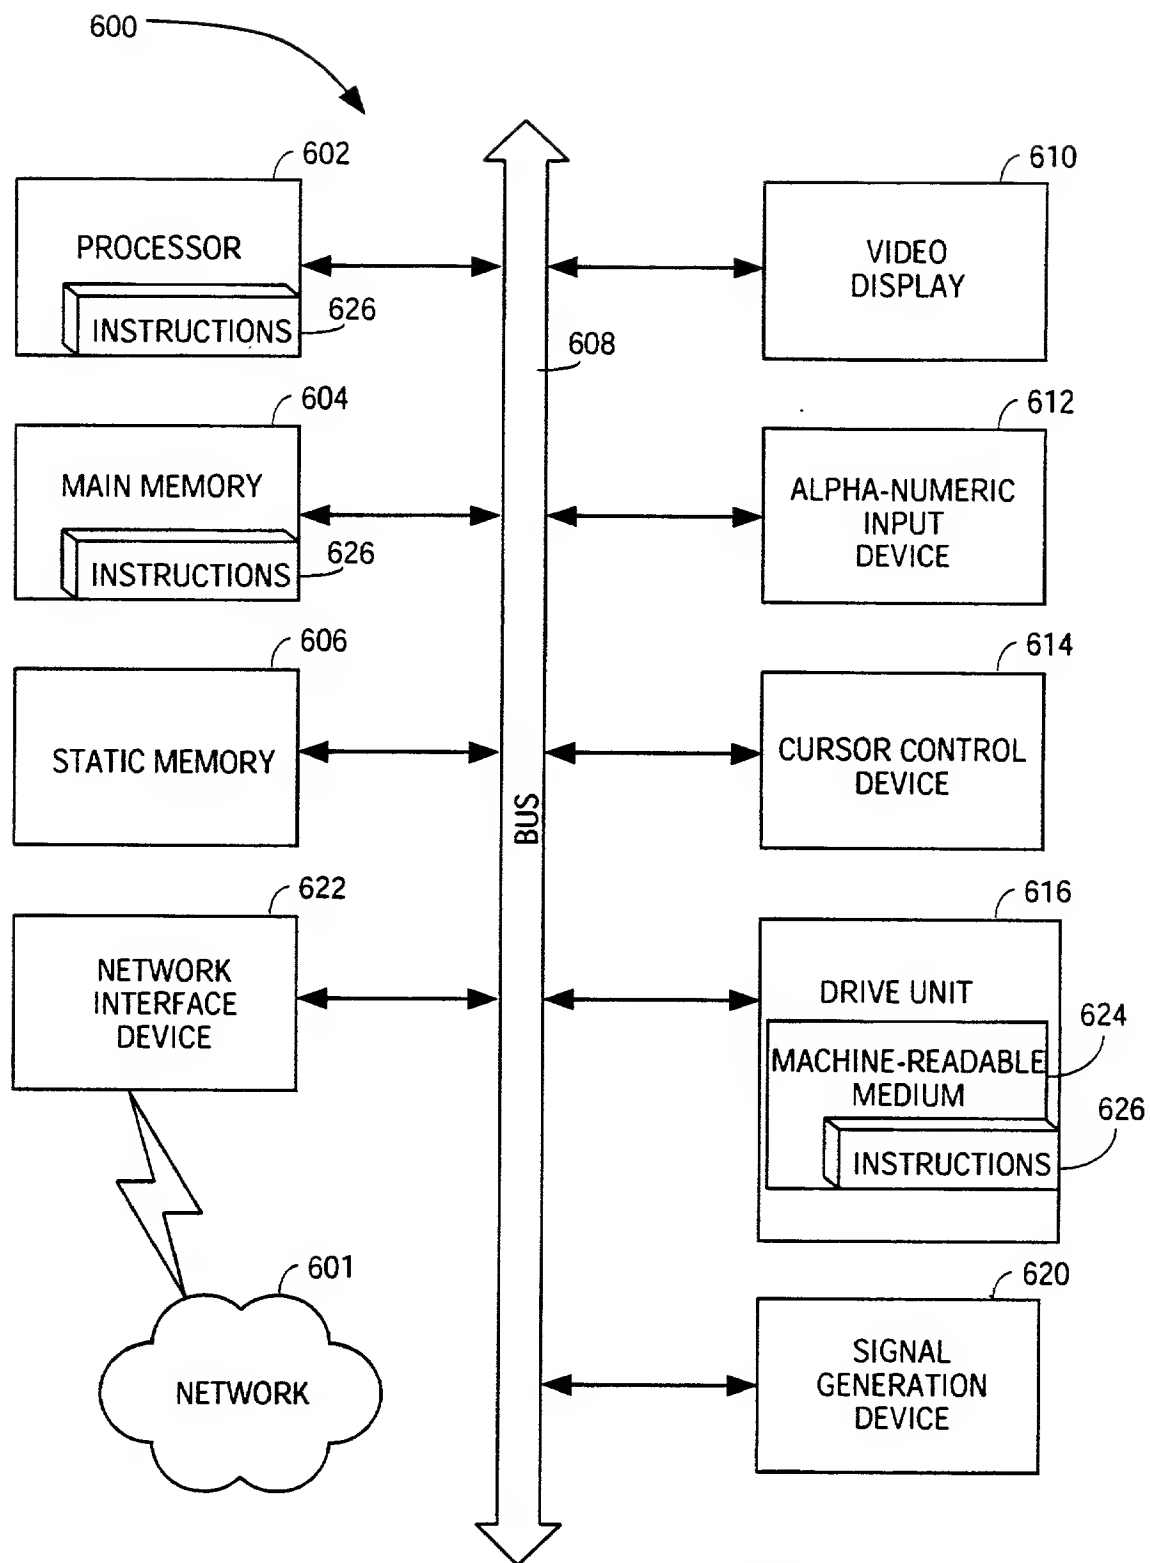 600
602
PROCESSOR
INSTRUCTIONS
626
604
MAIN MEMORY
INSTRUCTIONS
626
606
STATIC MEMORY
622
NETWORK
INTERFACE
DEVICE
601
NETWORK
608
BUS
610
VIDEO
DISPLAY
612
ALPHA-NUMERIC
INPUT
DEVICE
614
CURSOR CONTROL
DEVICE
616
DRIVE UNIT
624
MACHINE-READABLE
MEDIUM
626
INSTRUCTIONS
620
SIGNAL
GENERATION
DEVICE